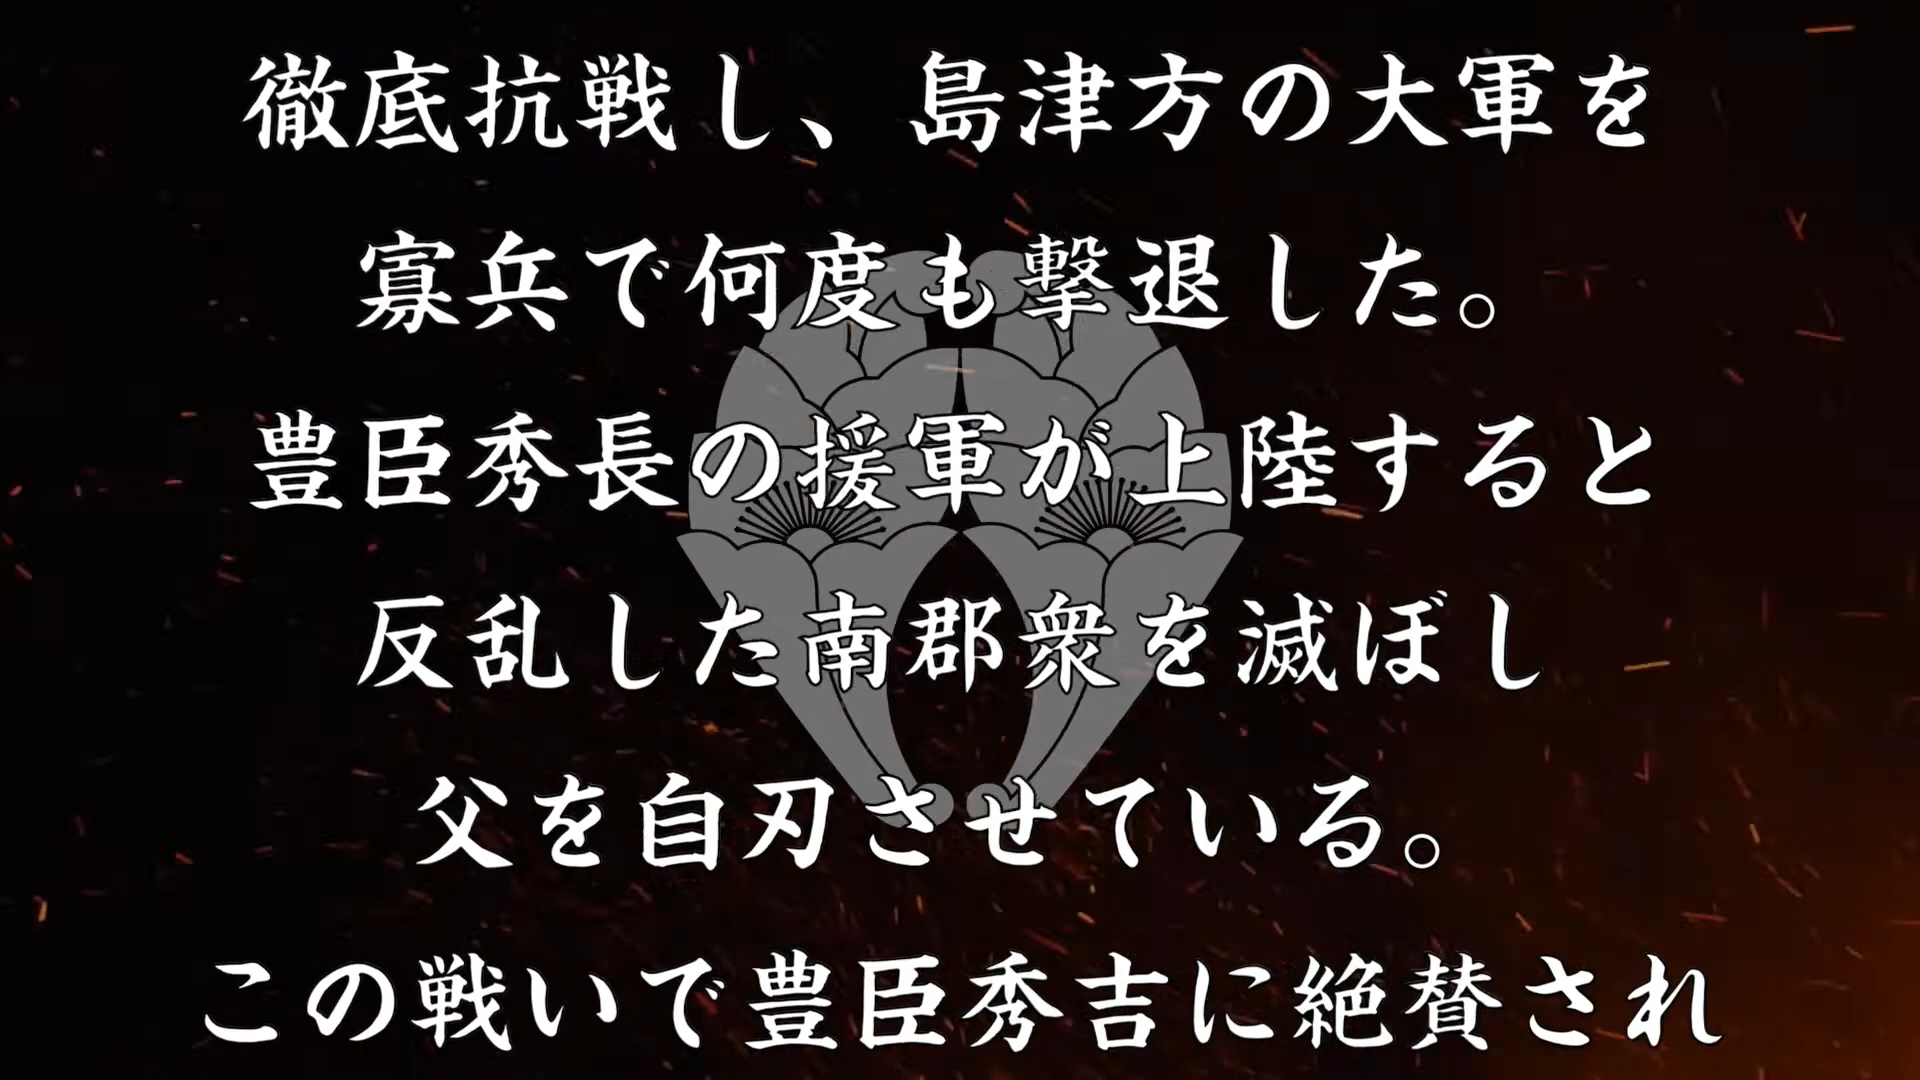 徹底抗戦し、島津方の大軍を
寡兵で何度も撃退した。
豊臣秀長の援軍が上陸すると
反乱した南郡衆を滅ぼし
父を自刃させている。
この戦いで豊臣秀吉に絶賛され